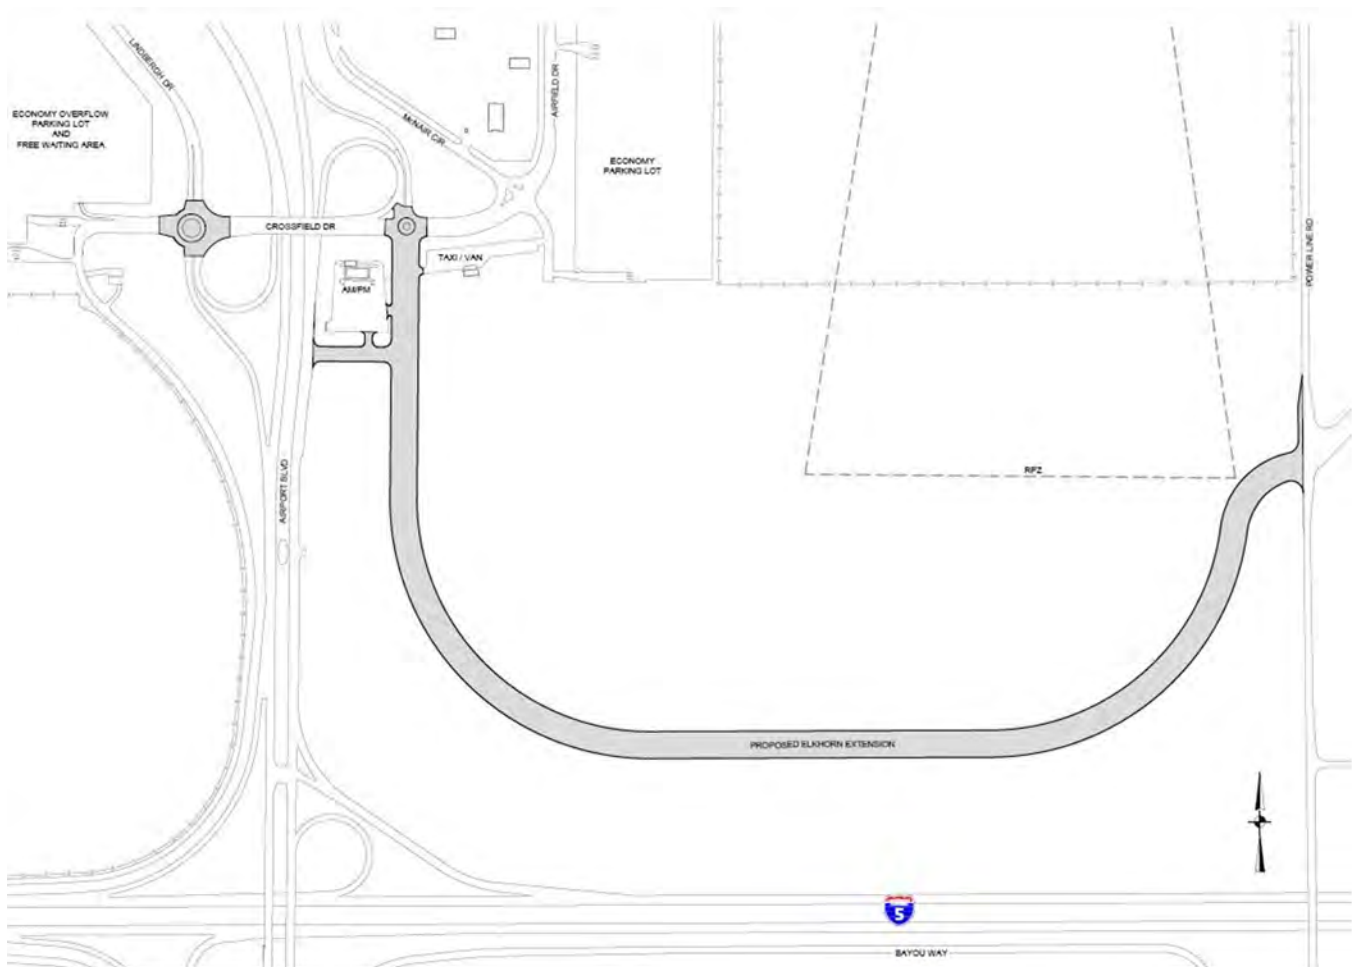 LINDBERGH DR
ECONOMY OVERFLOW
PARKING LOT
AND
FREE WAITING AREA
McNAIR CIR
AIRFIELD DR
ECONOMY
PARKING LOT
CROSSFIELD DR
TAXI / VAN
AM/PM
POWER LINE RD
AIRPORT BLVD
RPZ
PROPOSED ELKHORN EXTENSION
5
BAYOU WAY